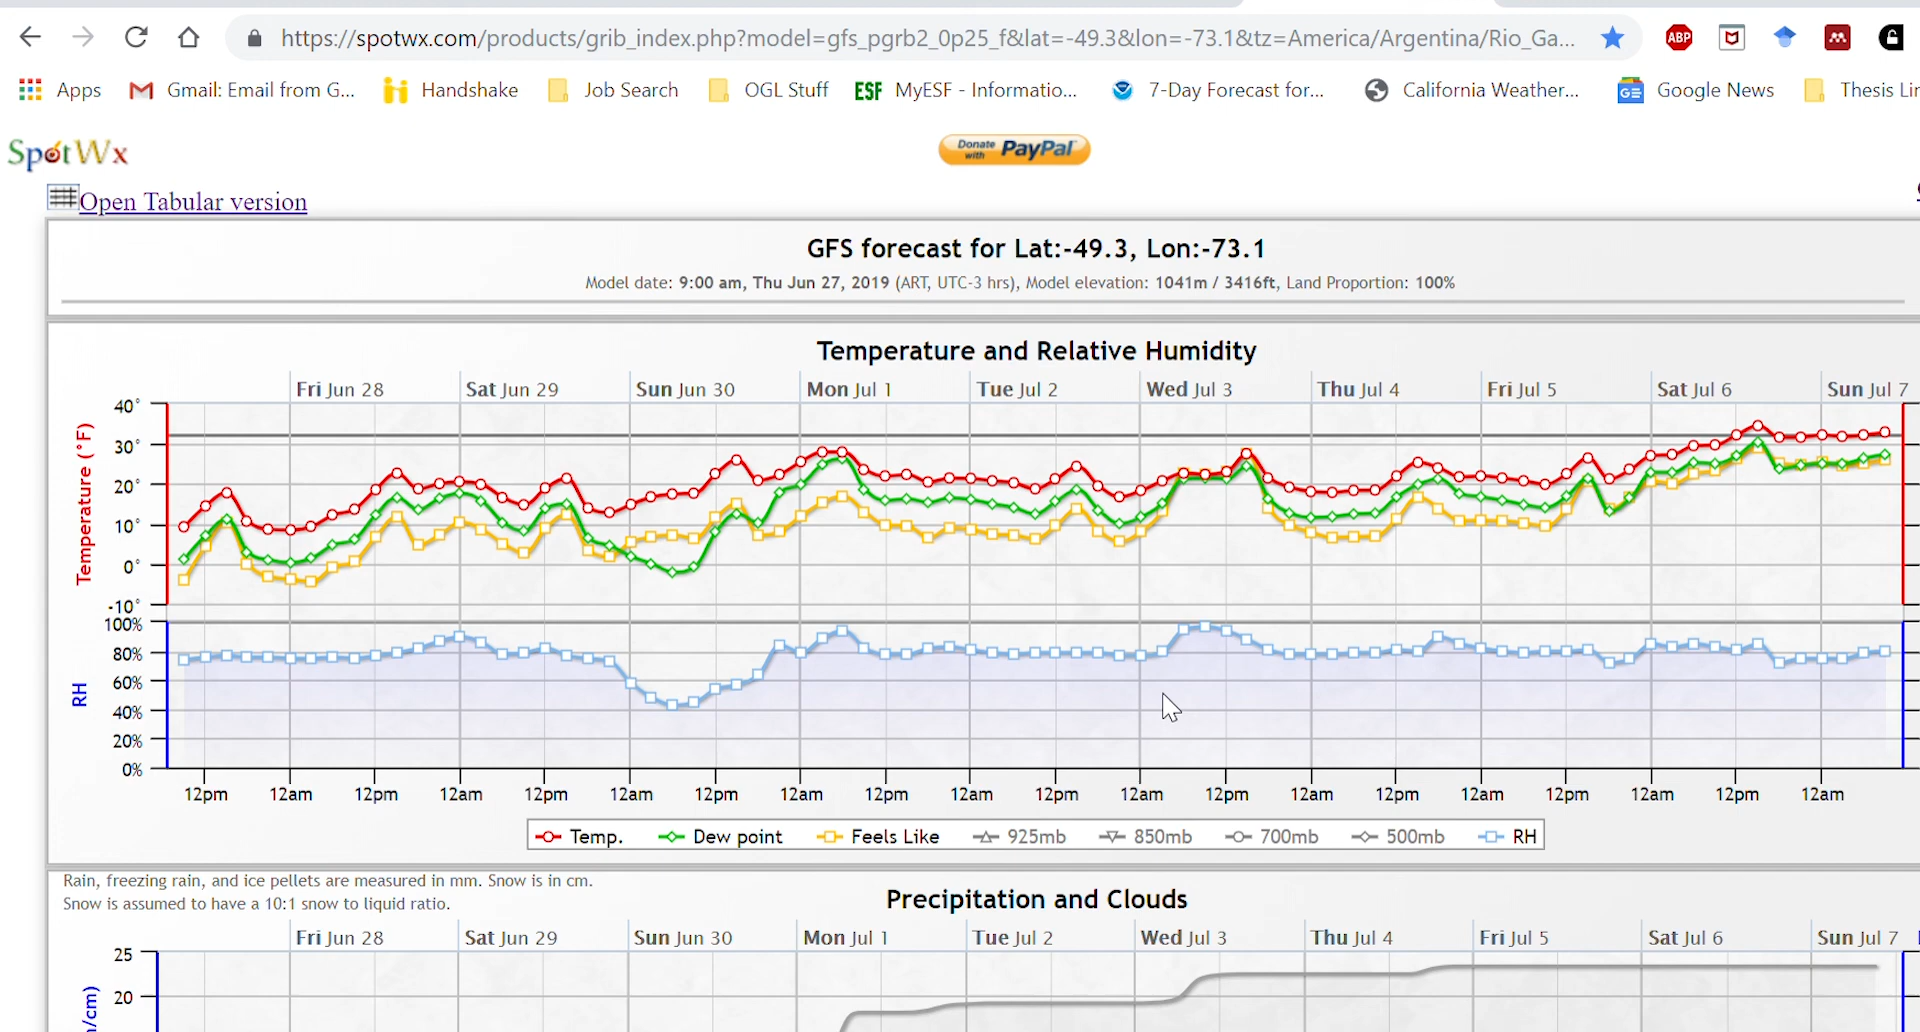 https://spotwx.com/products/grib_index.php?model=gfs_pgrb2_0p25_f&lat=-49.3&lon=-73.1&tz=America/Argentina/Rio_Ga...
ABP
Apps Gmail: Email from G... Handshake Job Search OGL Stuff ESF MyESF - Informatio... 7-Day Forecast for... California Weather... GE Google News Thesis Lin
SpotWx
Donate with PayPal
Open Tabular version
GFS forecast for Lat:-49.3, Lon:-73.1
Model date: 9:00 am, Thu Jun 27, 2019 (ART, UTC-3 hrs), Model elevation: 1041m / 3416ft, Land Proportion: 100%
Temperature and Relative Humidity
Fri Jun 28 Sat Jun 29 Sun Jun 30 Mon Jul 1 Tue Jul 2 Wed Jul 3 Thu Jul 4 Fri Jul 5 Sat Jul 6 Sun Jul 7
Temperature (°F)
40°
30°
20°
10°
0°
-10°
RH
100%
80%
60%
40%
20%
0%
12pm 12am 12pm 12am 12pm 12am 12pm 12am 12pm 12am 12pm 12am 12pm 12am 12pm 12am 12pm 12am 12pm 12am
Temp. Dew point Feels Like 925mb 850mb 700mb 500mb RH
Rain, freezing rain, and ice pellets are measured in mm. Snow is in cm.
Snow is assumed to have a 10:1 snow to liquid ratio.
Precipitation and Clouds
Fri Jun 28 Sat Jun 29 Sun Jun 30 Mon Jul 1 Tue Jul 2 Wed Jul 3 Thu Jul 4 Fri Jul 5 Sat Jul 6 Sun Jul 7
25
20
/cm)